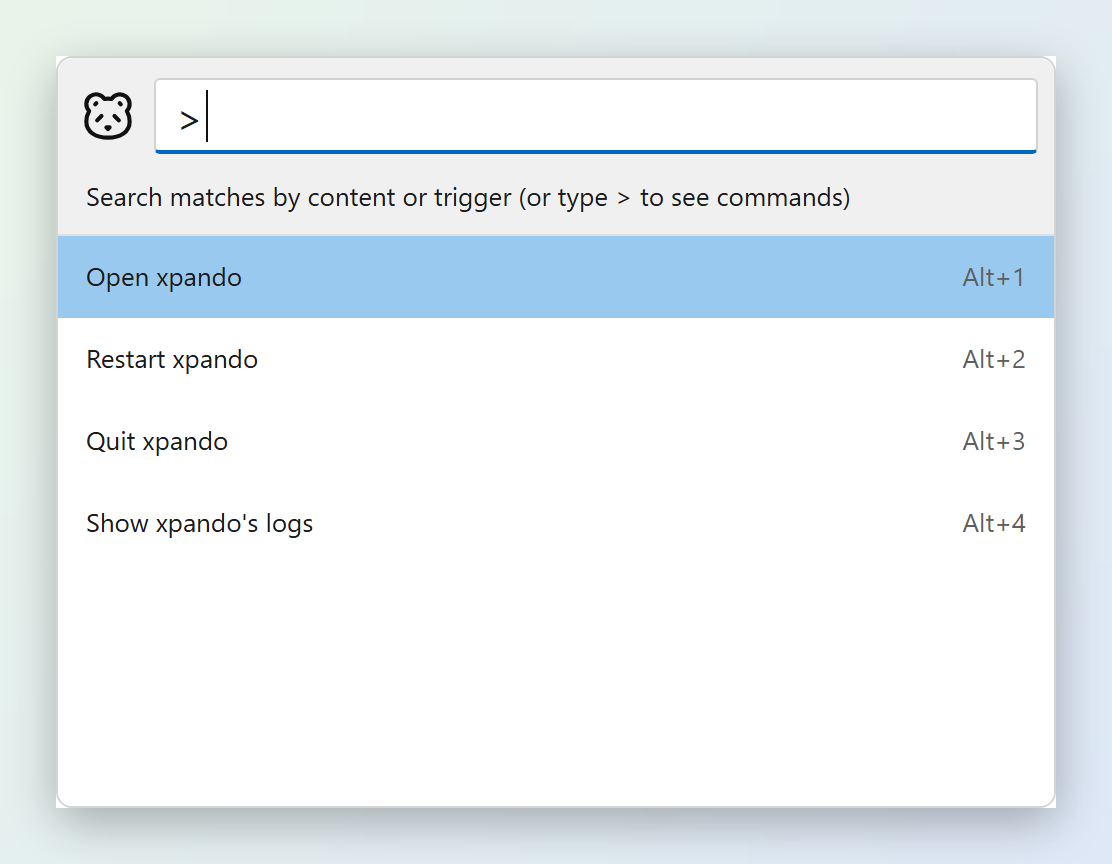 >
Search matches by content or trigger (or type > to see commands)
Open xpando Alt+1
Restart xpando Alt+2
Quit xpando Alt+3
Show xpando's logs Alt+4